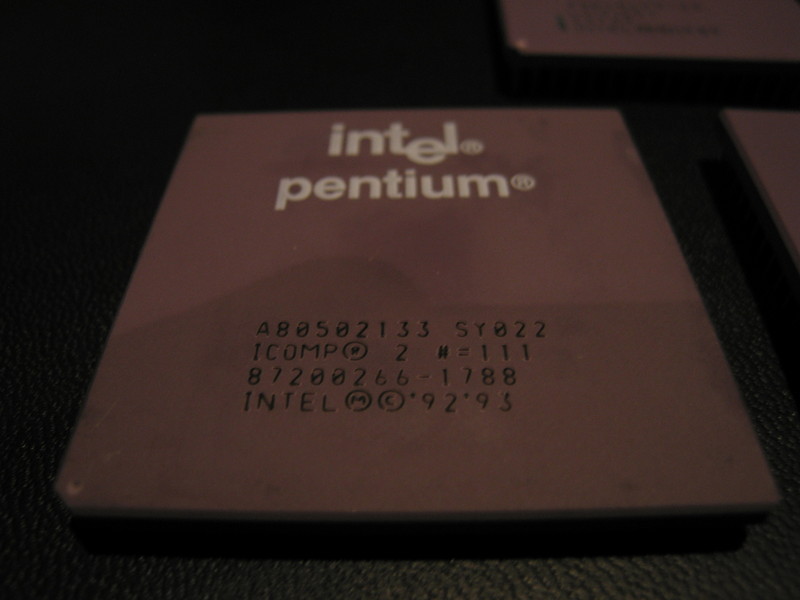 intel®
pentium®
A80502133 SY022
ICOMP® 2 #=111
87200266-1788
INTEL Ⓜ©'92'93